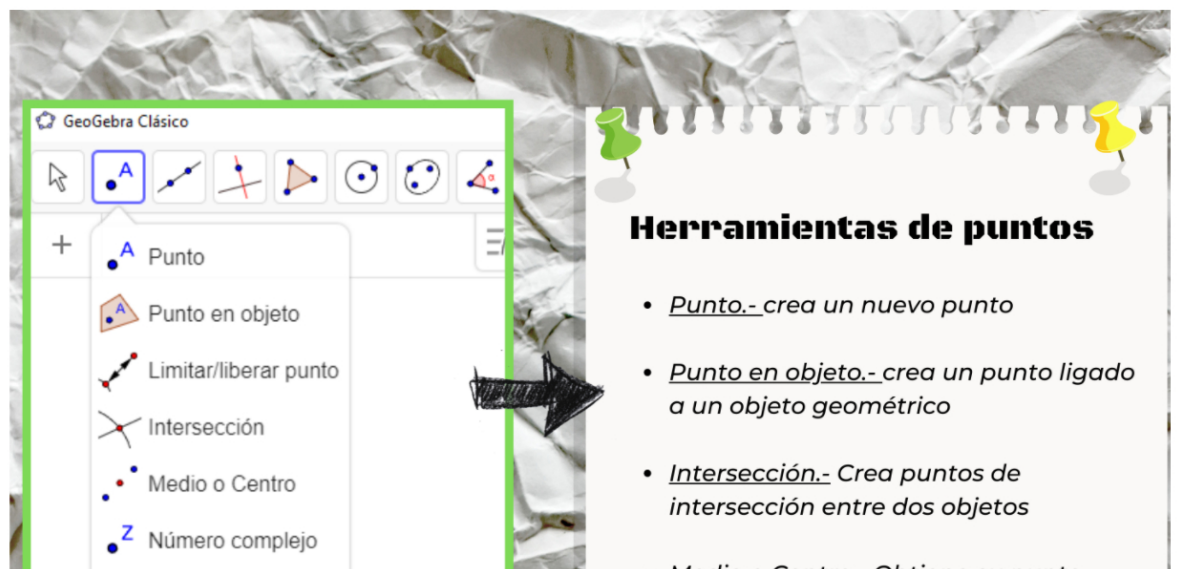 GeoGebra Clásico
A
α
Punto
A
Punto en objeto
A
Limitar/liberar punto
Intersección
Medio o Centro
Z
Número complejo
Herramientas de puntos
Punto.- crea un nuevo punto
Punto en objeto.- crea un punto ligado
a un objeto geométrico
Intersección.- Crea puntos de
intersección entre dos objetos